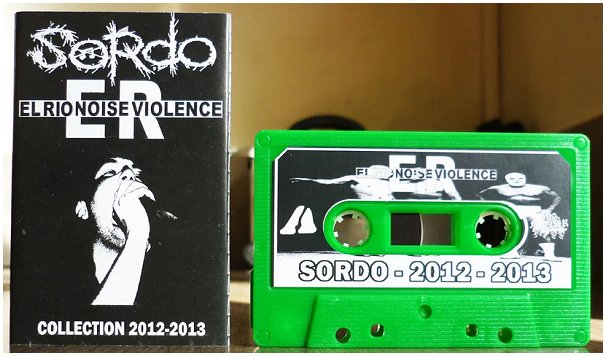 SORDO
ER
EL RIO NOISE VIOLENCE
COLLECTION 2012-2013
ER
EL RIO NOISE VIOLENCE
SORDO - 2012 - 2013